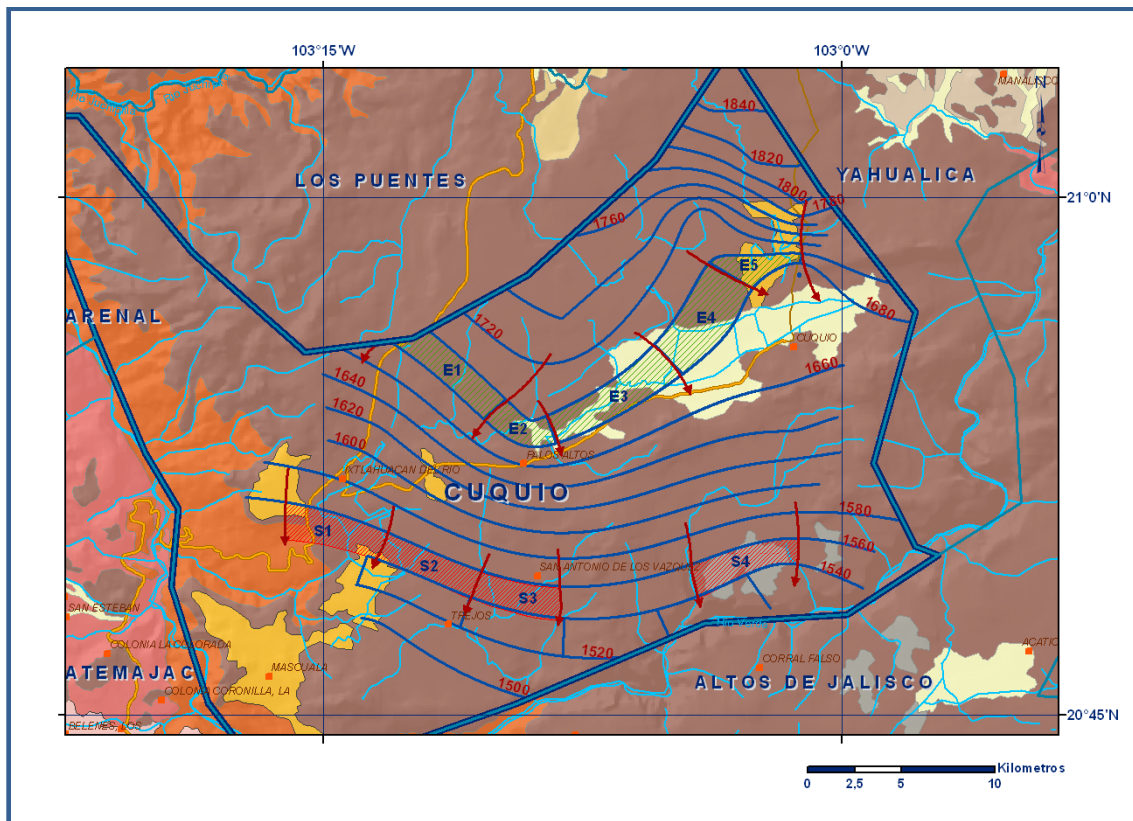 103°15'W
103°0'W
MANALISCO
N
1840
1820
LOS PUENTES
YAHUALICA
1800
21°0'N
1760
E5
ARENAL
E4
1680
1720
CUQUIO
E1
1660
1640
E3
1620
E2
1600
PALOS ALTOS
IXTLAHUACAN DEL RIO
CUQUIO
1580
S1
1560
S2
SAN ANTONIO DE LOS VAZQUEZ
S4
1540
S3
SAN ESTEBAN
TREJOS
COLONIA LA COLORADA
1520
ACATIC
MASCUALA
CORRAL FALSO
ATEMAJAC
ALTOS DE JALISCO
COLONIA CORONILLA, LA
1500
BELENES, LOS
20°45'N
Kilometros
0 2,5 5 10